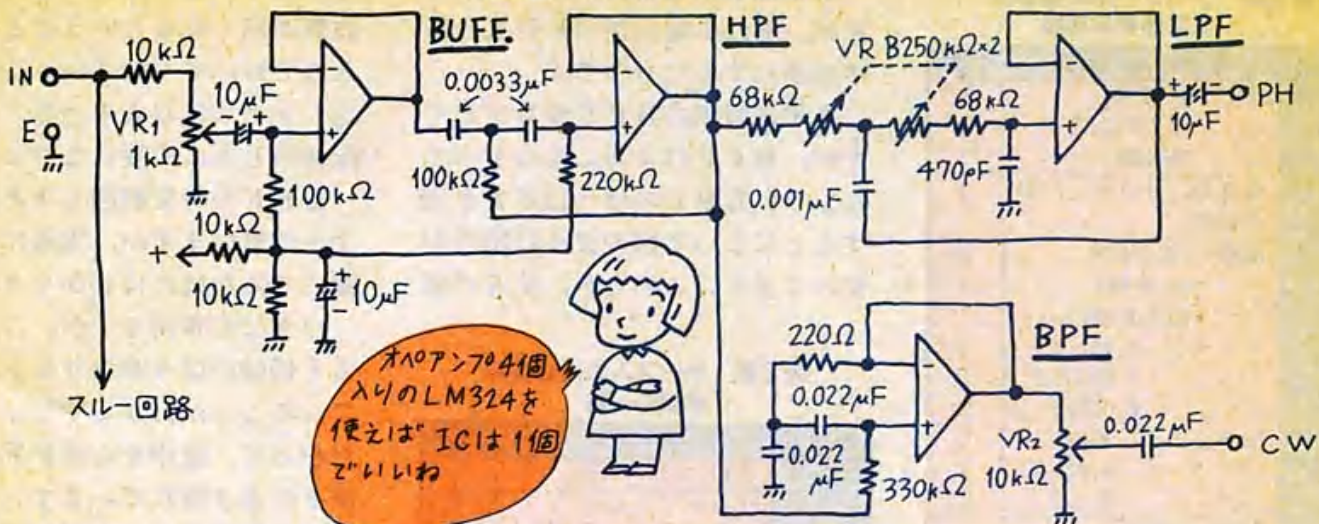 BUFF.
HPF
LPF
IN
10kΩ
E
VR1
1kΩ
10μF
- +
-
+
100kΩ
10kΩ
+
10kΩ
+
-
10μF
スルー回路
0.0033μF
100kΩ
-
+
220kΩ
VR B250kΩ×2
68kΩ
68kΩ
0.001μF
470pF
-
+
+ -
10μF
PH
BPF
220Ω
0.022μF
0.022
μF
330kΩ
-
+
VR2
10kΩ
0.022μF
CW
オペアンプ4個
入りのLM324を
使えば ICは1個
でいいね